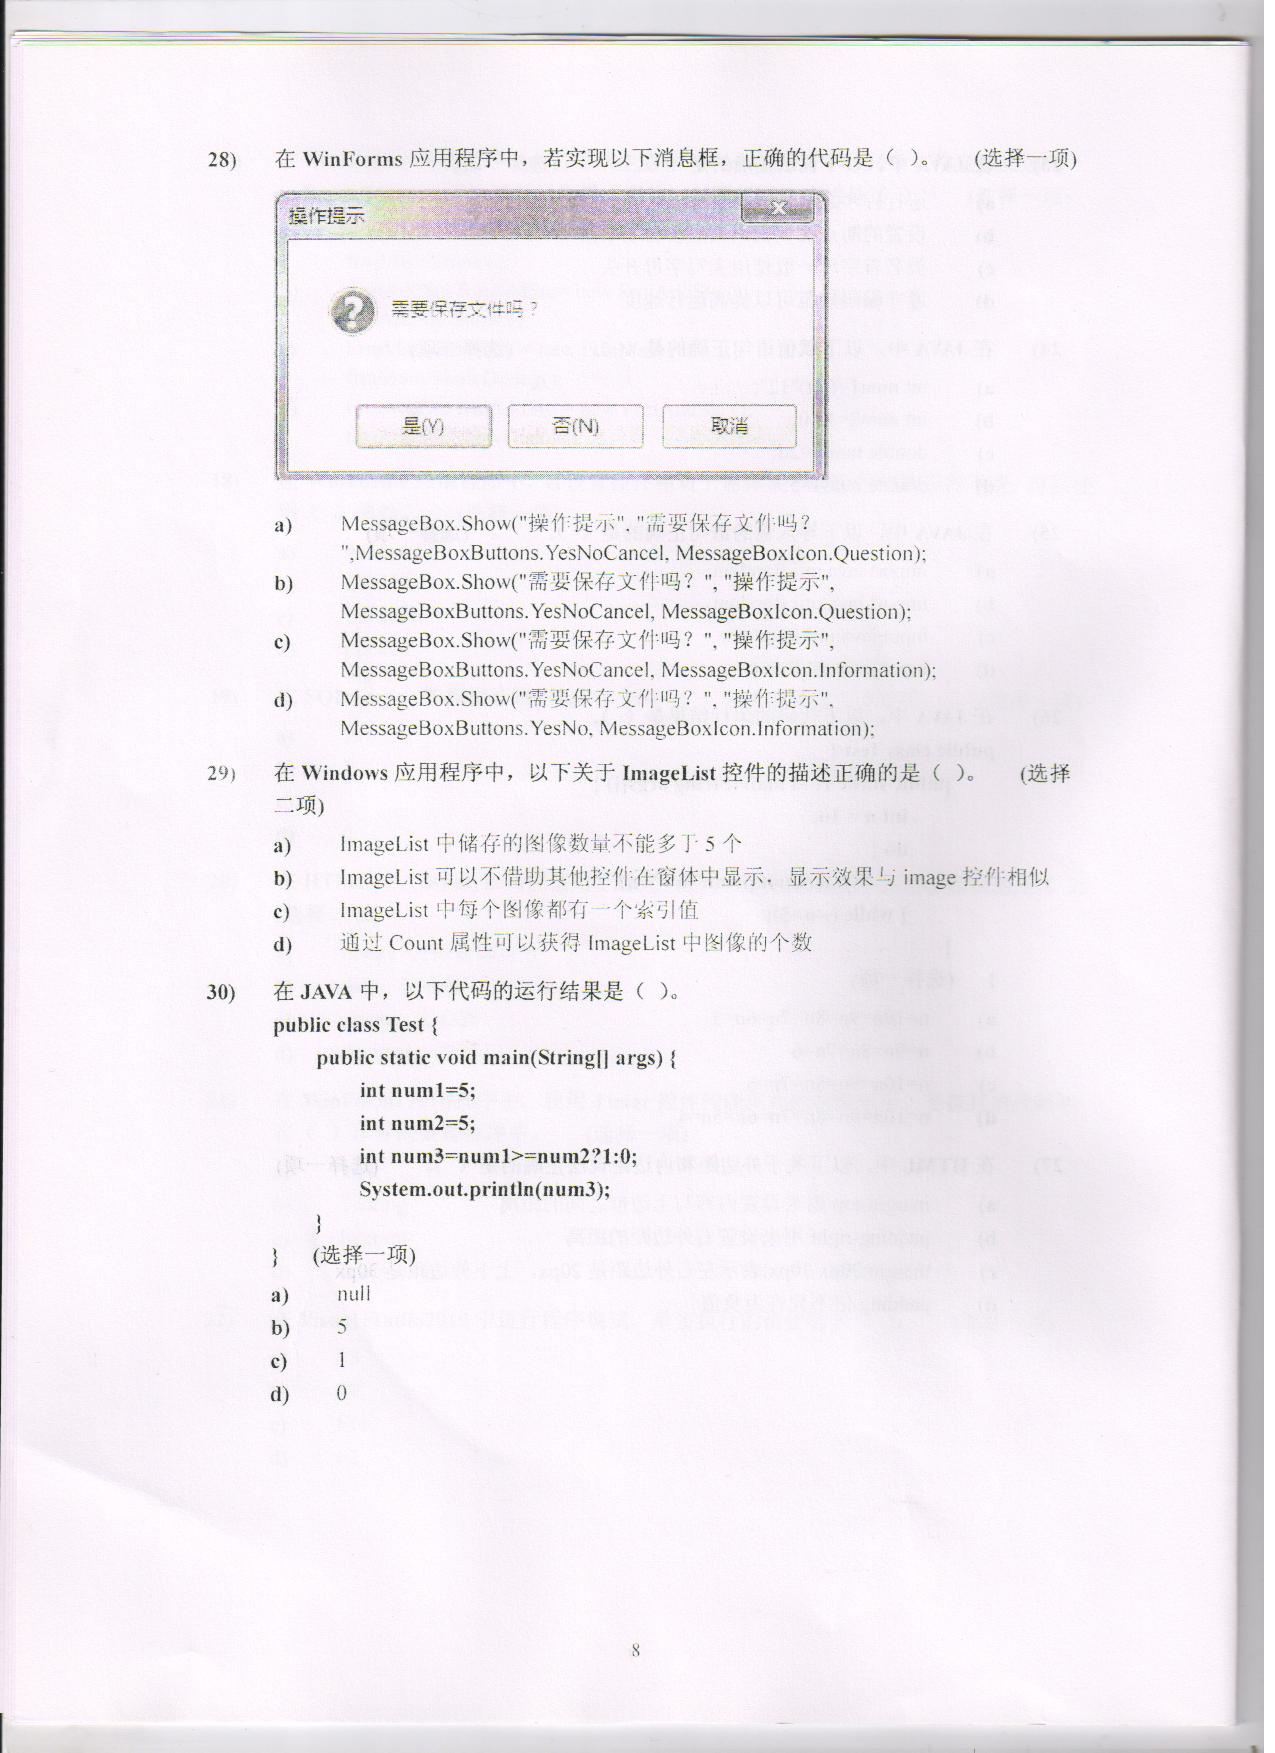 28) 在 WinForms 应用程序中，若实现以下消息框，正确的代码是（ ）。 (选择一项)
操作提示
需要保存文件吗？
是(Y) 否(N) 取消
a) MessageBox.Show("操作提示", "需要保存文件吗?
",MessageBoxButtons.YesNoCancel, MessageBoxIcon.Question);
b) MessageBox.Show("需要保存文件吗？", "操作提示",
MessageBoxButtons.YesNoCancel, MessageBoxIcon.Question);
c) MessageBox.Show("需要保存文件吗？", "操作提示",
MessageBoxButtons.YesNoCancel, MessageBoxIcon.Information);
d) MessageBox.Show("需要保存文件吗？", "操作提示",
MessageBoxButtons.YesNo, MessageBoxIcon.Information);
29) 在 Windows 应用程序中，以下关于 ImageList 控件的描述正确的是（ ）。 (选择
二项)
a) ImageList 中储存的图像数量不能多于 5 个
b) ImageList 可以不借助其他控件在窗体中显示，显示效果与 image 控件相似
c) ImageList 中每个图像都有一个索引值
d) 通过 Count 属性可以获得 ImageList 中图像的个数
30) 在 JAVA 中，以下代码的运行结果是（ ）。
public class Test {
public static void main(String[] args) {
int num1=5;
int num2=5;
int num3=num1>=num2?1:0;
System.out.println(num3);
}
} (选择一项)
a) null
b) 5
c) 1
d) 0
8